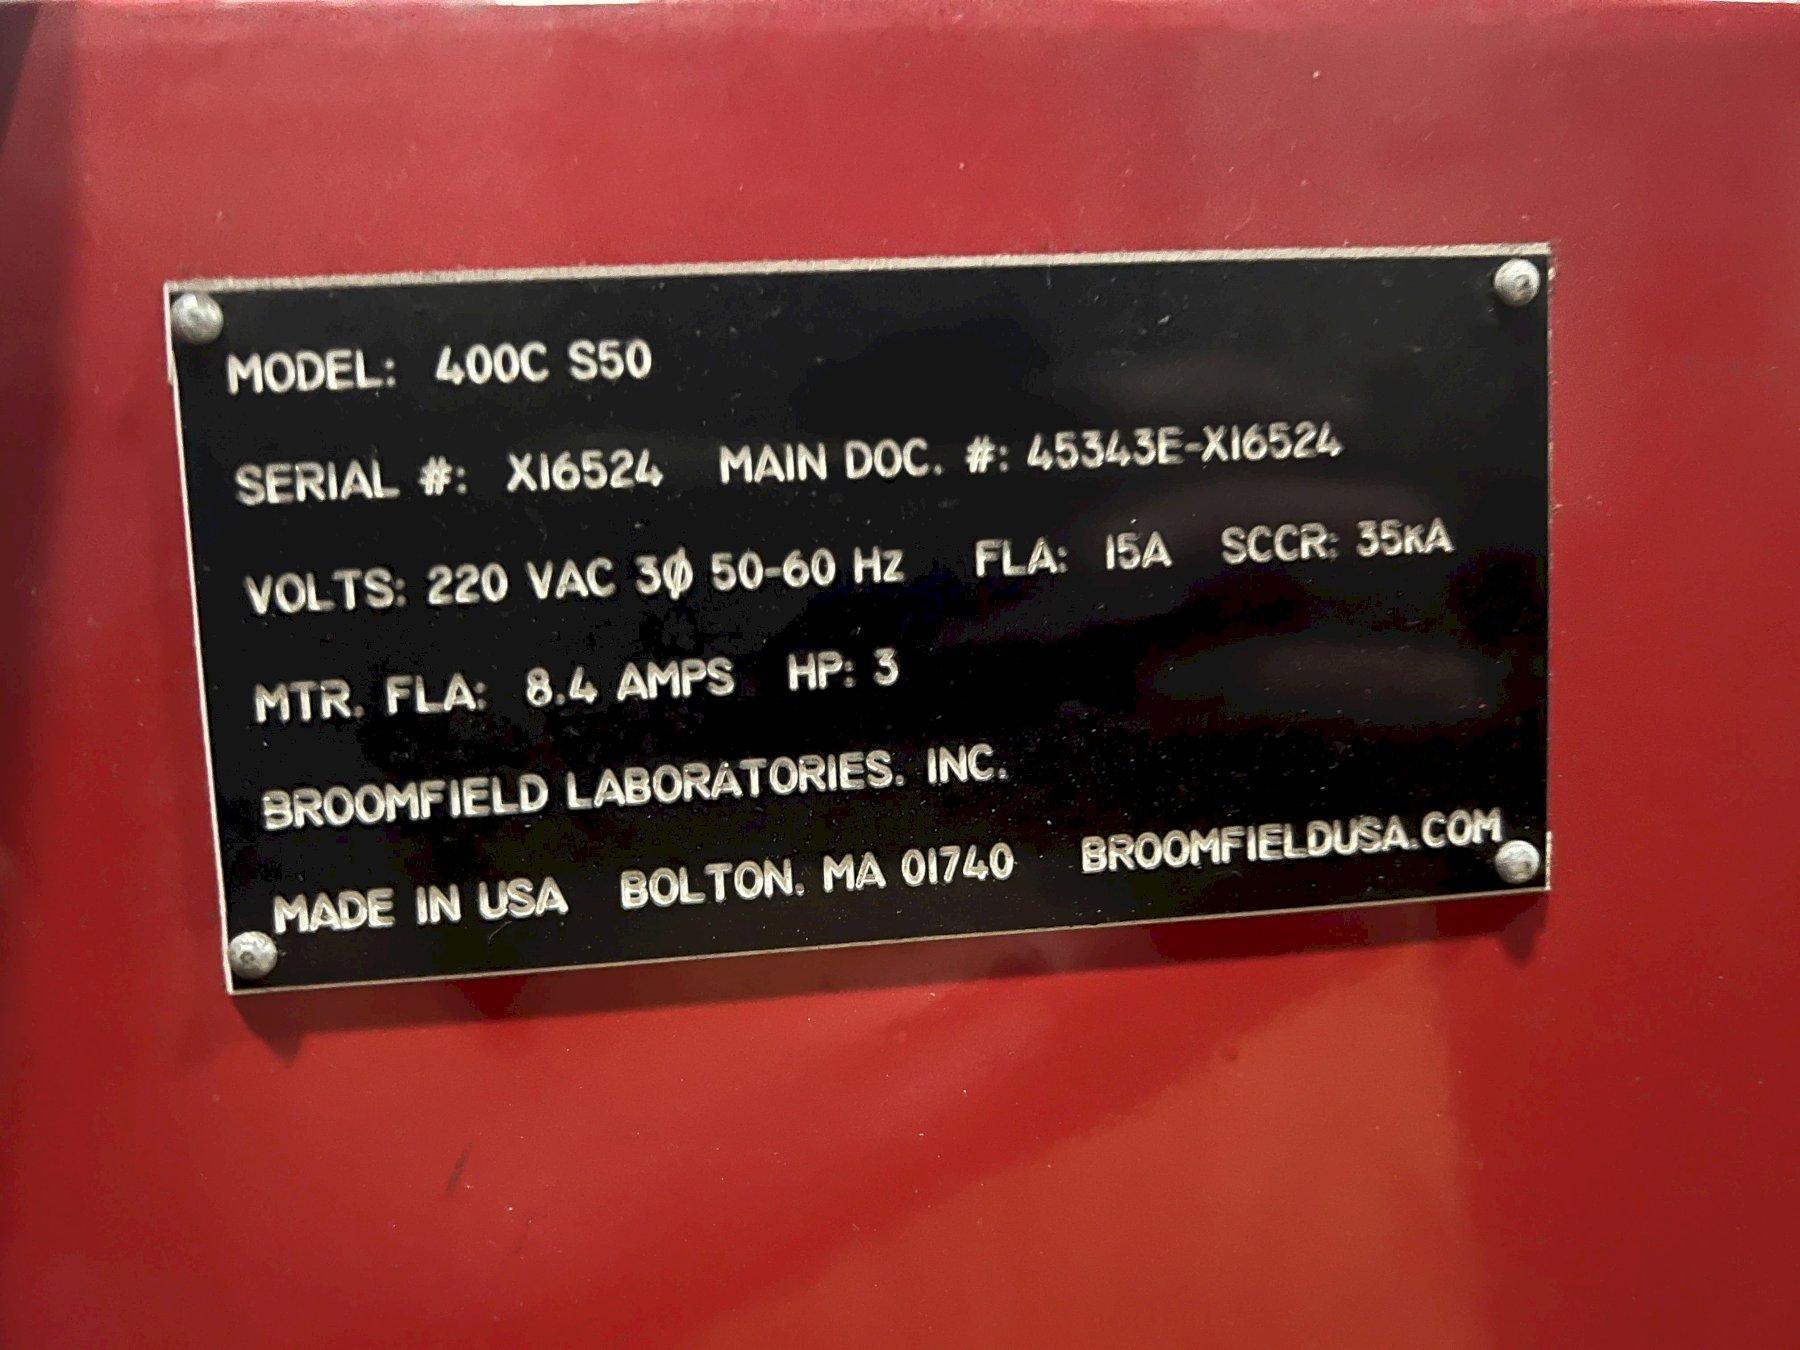 MODEL: 400C S50
SERIAL #: X16524 MAIN DOC. #: 45343E-X16524
VOLTS: 220 VAC 3Ø 50-60 Hz FLA: 15A SCCR: 35KA
MTR. FLA: 8.4 AMPS HP: 3
BROOMFIELD LABORATORIES, INC.
MADE IN USA BOLTON, MA 01740 BROOMFIELDUSA.COM